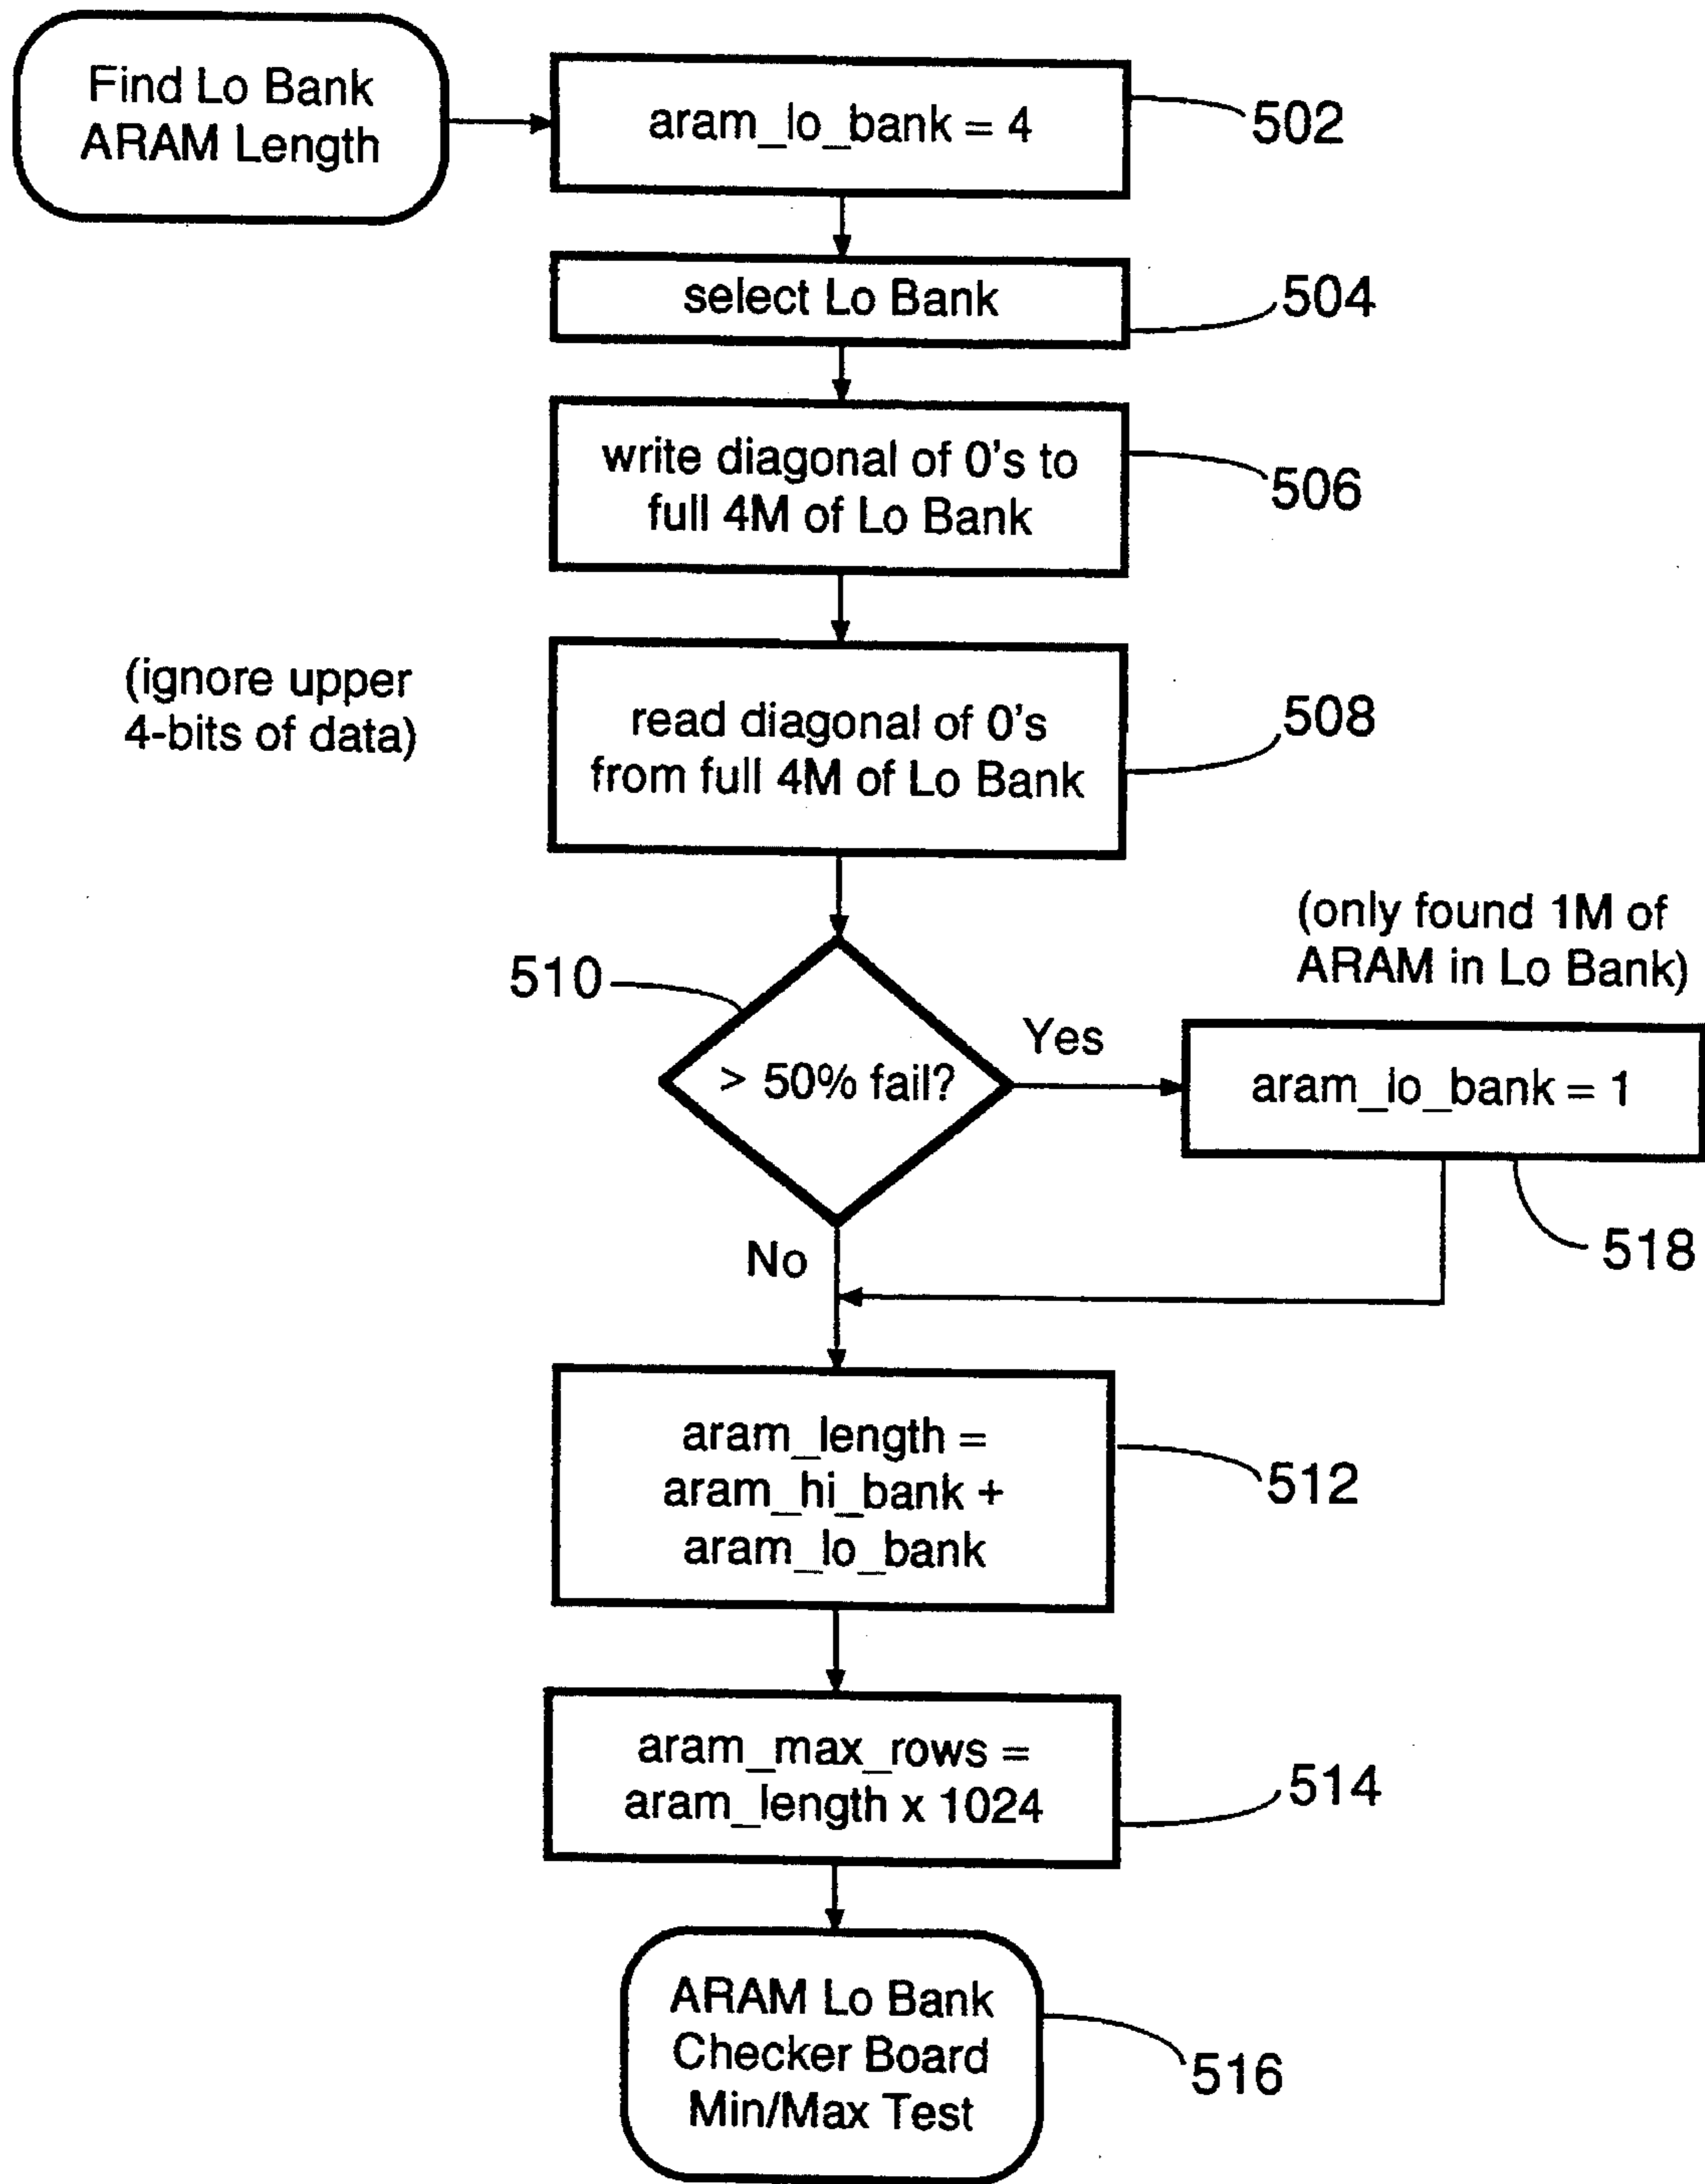 Find Lo Bank
ARAM Length
aram_lo_bank = 4
502
select Lo Bank
504
write diagonal of 0's to
full 4M of Lo Bank
506
(ignore upper
4-bits of data)
read diagonal of 0's
from full 4M of Lo Bank
508
(only found 1M of
ARAM in Lo Bank)
510
> 50% fail?
Yes
aram_lo_bank = 1
518
No
aram_length =
aram_hi_bank +
aram_lo_bank
512
aram_max_rows =
aram_length x 1024
514
ARAM Lo Bank
Checker Board
Min/Max Test
516